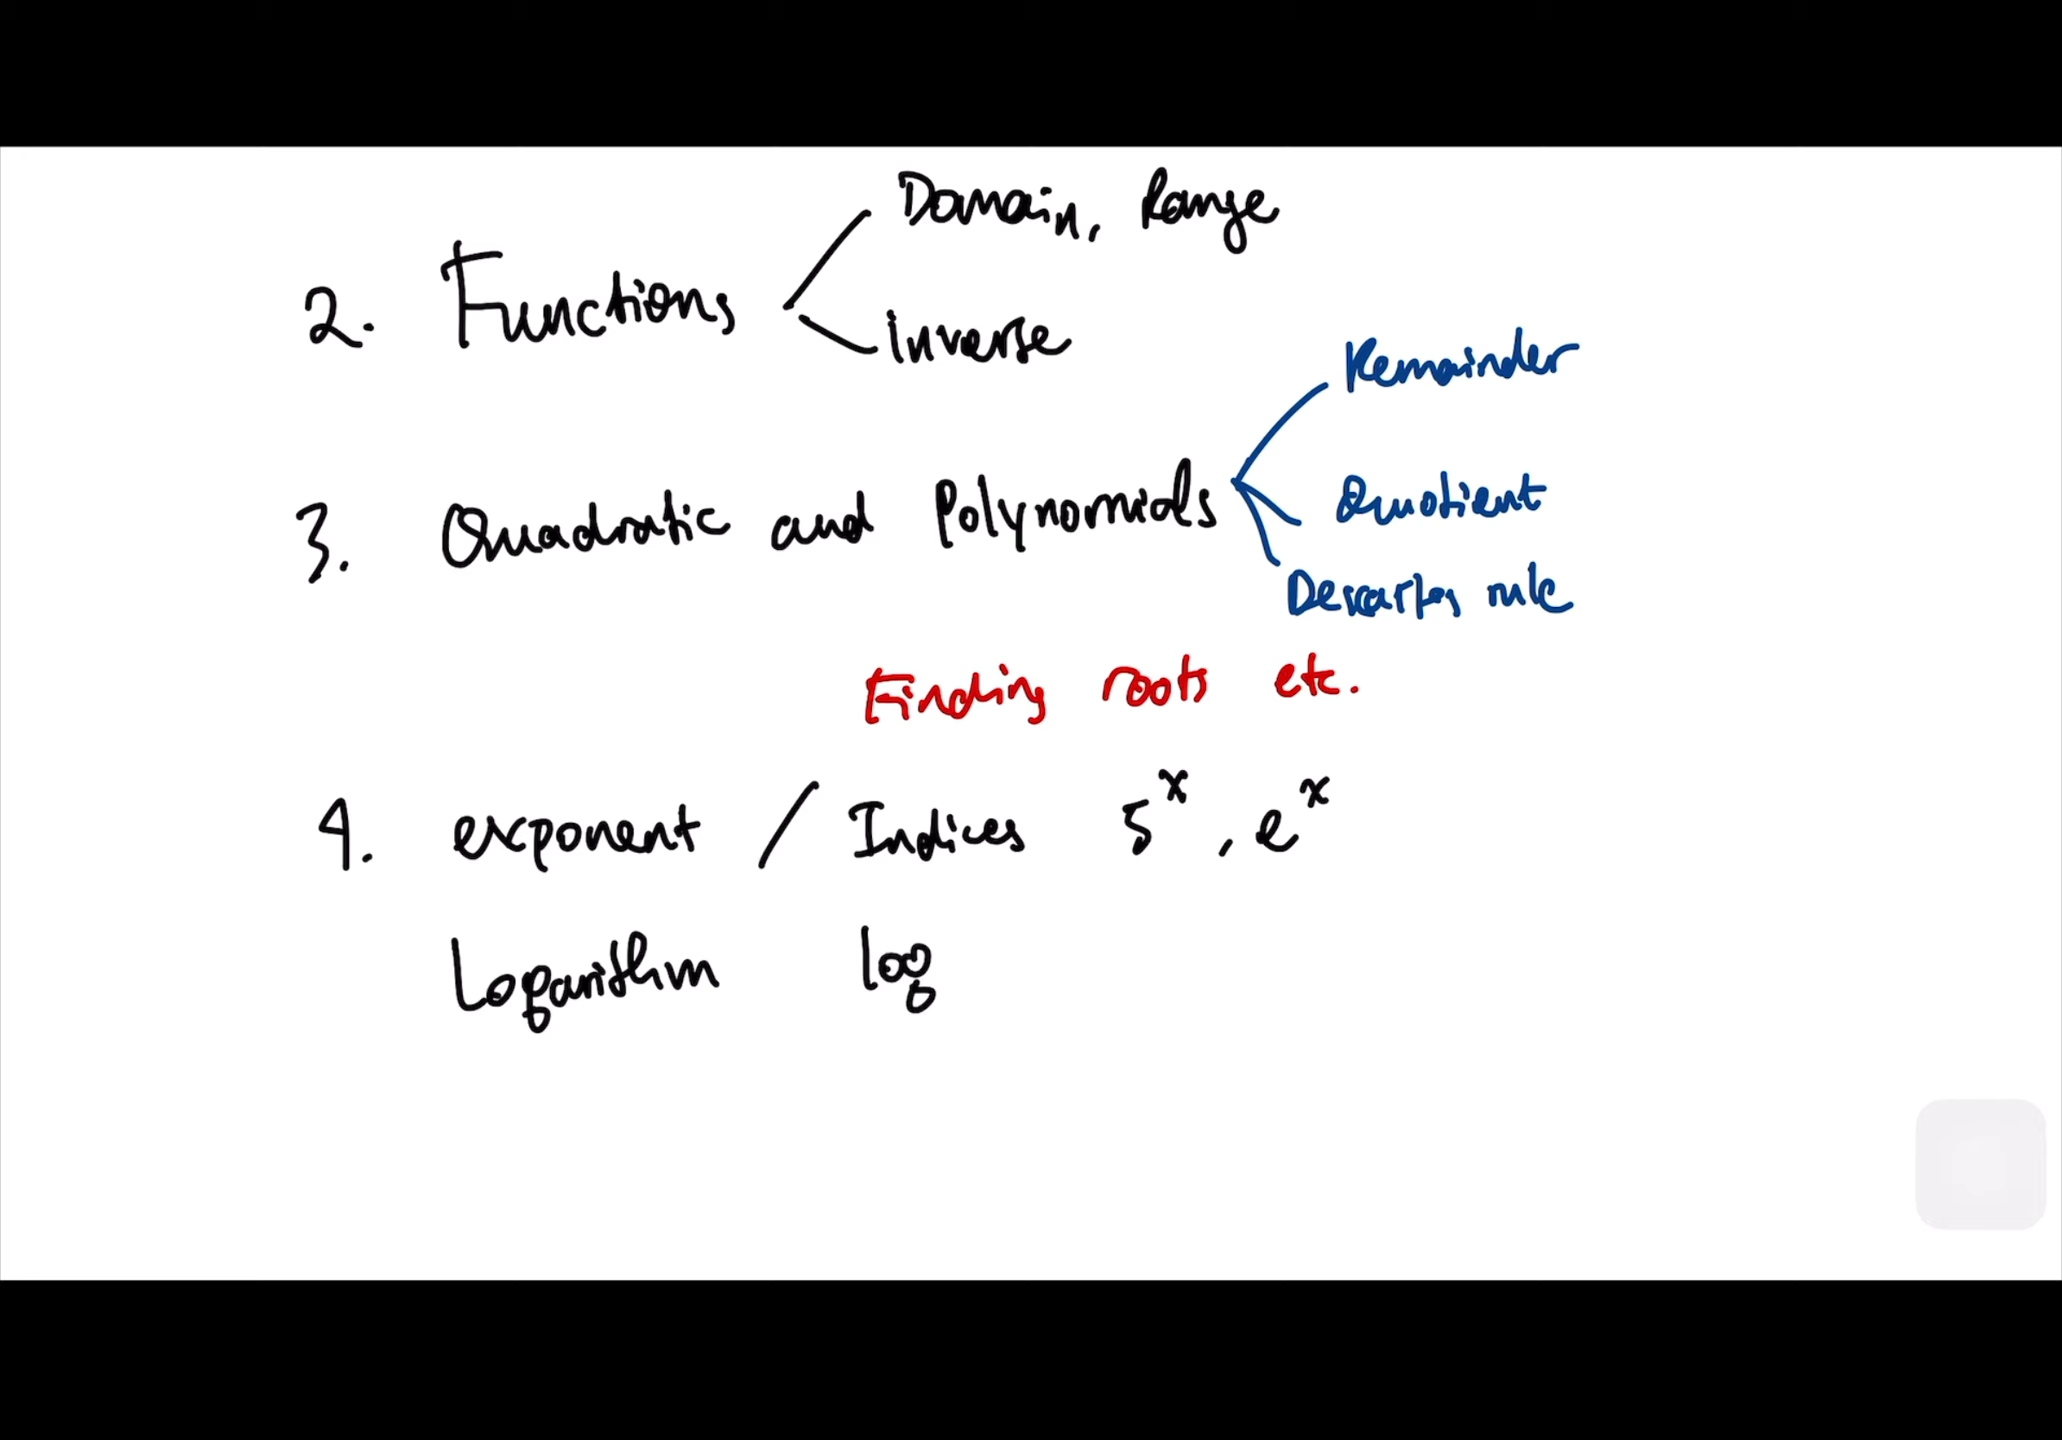 Domain, Range
2. Functions
inverse
Remainder
3. Quadratic and Polynomials
Quotient
Descartes rule
Finding roots etc.
4. exponent / Indices 5^x, e^x
Logarithm log